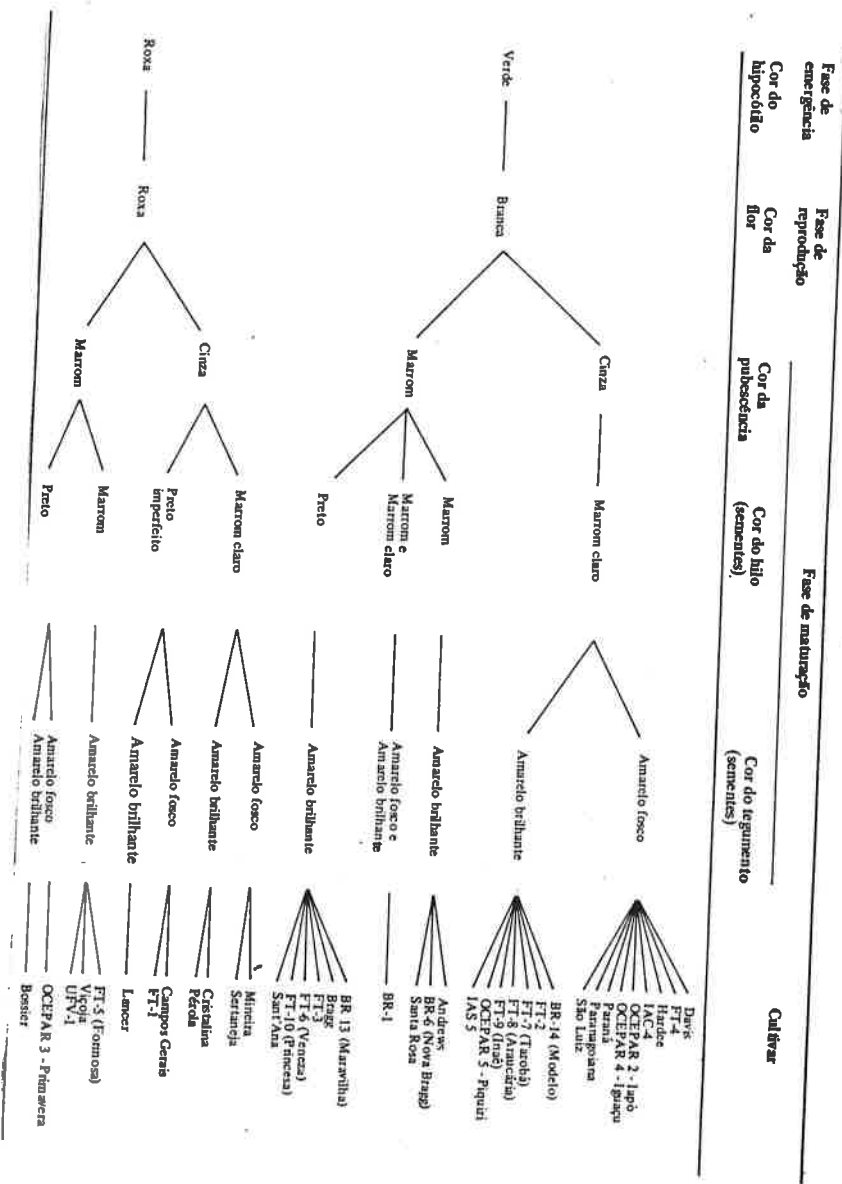 Fase de
emergência
Fase de
reprodução
Fase de maturação
Cor do
hipocótilo
Cor da
flor
Cor da
pubescência
Cor do hilo
(sementes)
Cor do tegumento
(sementes)
Cultivar
Verde
Branca
Cinza
Marrom claro
Amarelo fosco
Davis
FT-4
Hardee
IAC-4
OCEPAR 2 - Iapó
OCEPAR 4 - Iguaçu
Paraná
Paranagoiana
São Luiz
Amarelo brilhante
BR-14 (Modelo)
FT-2
FT-7 (Tarobá)
FT-8 (Araucária)
FT-9 (Inaê)
OCEPAR 5 - Piquiri
IAS 5
Marrom
Marrom
Amarelo brilhante
Andrews
BR-6 (Nova Bragg)
Santa Rosa
Marrom e
Marrom claro
Amarelo fosco e
Amarelo brilhante
BR-1
Preto
Amarelo brilhante
BR 13 (Maravilha)
Bragg
FT-3
FT-6 (Veneza)
FT-10 (Princesa)
Sant'Ana
Roxa
Roxa
Cinza
Marrom claro
Amarelo fosco
Mineira
Sertaneja
Amarelo brilhante
Cristalina
Pérola
Preto
imperfeito
Amarelo fosco
Campos Gerais
FT-1
Amarelo brilhante
Lancer
Marrom
Marrom
Amarelo brilhante
FT-5 (Formosa)
Viçoja
UFV-1
Preto
Amarelo fosco
Amarelo brilhante
OCEPAR 3 - Primavera
Bossier